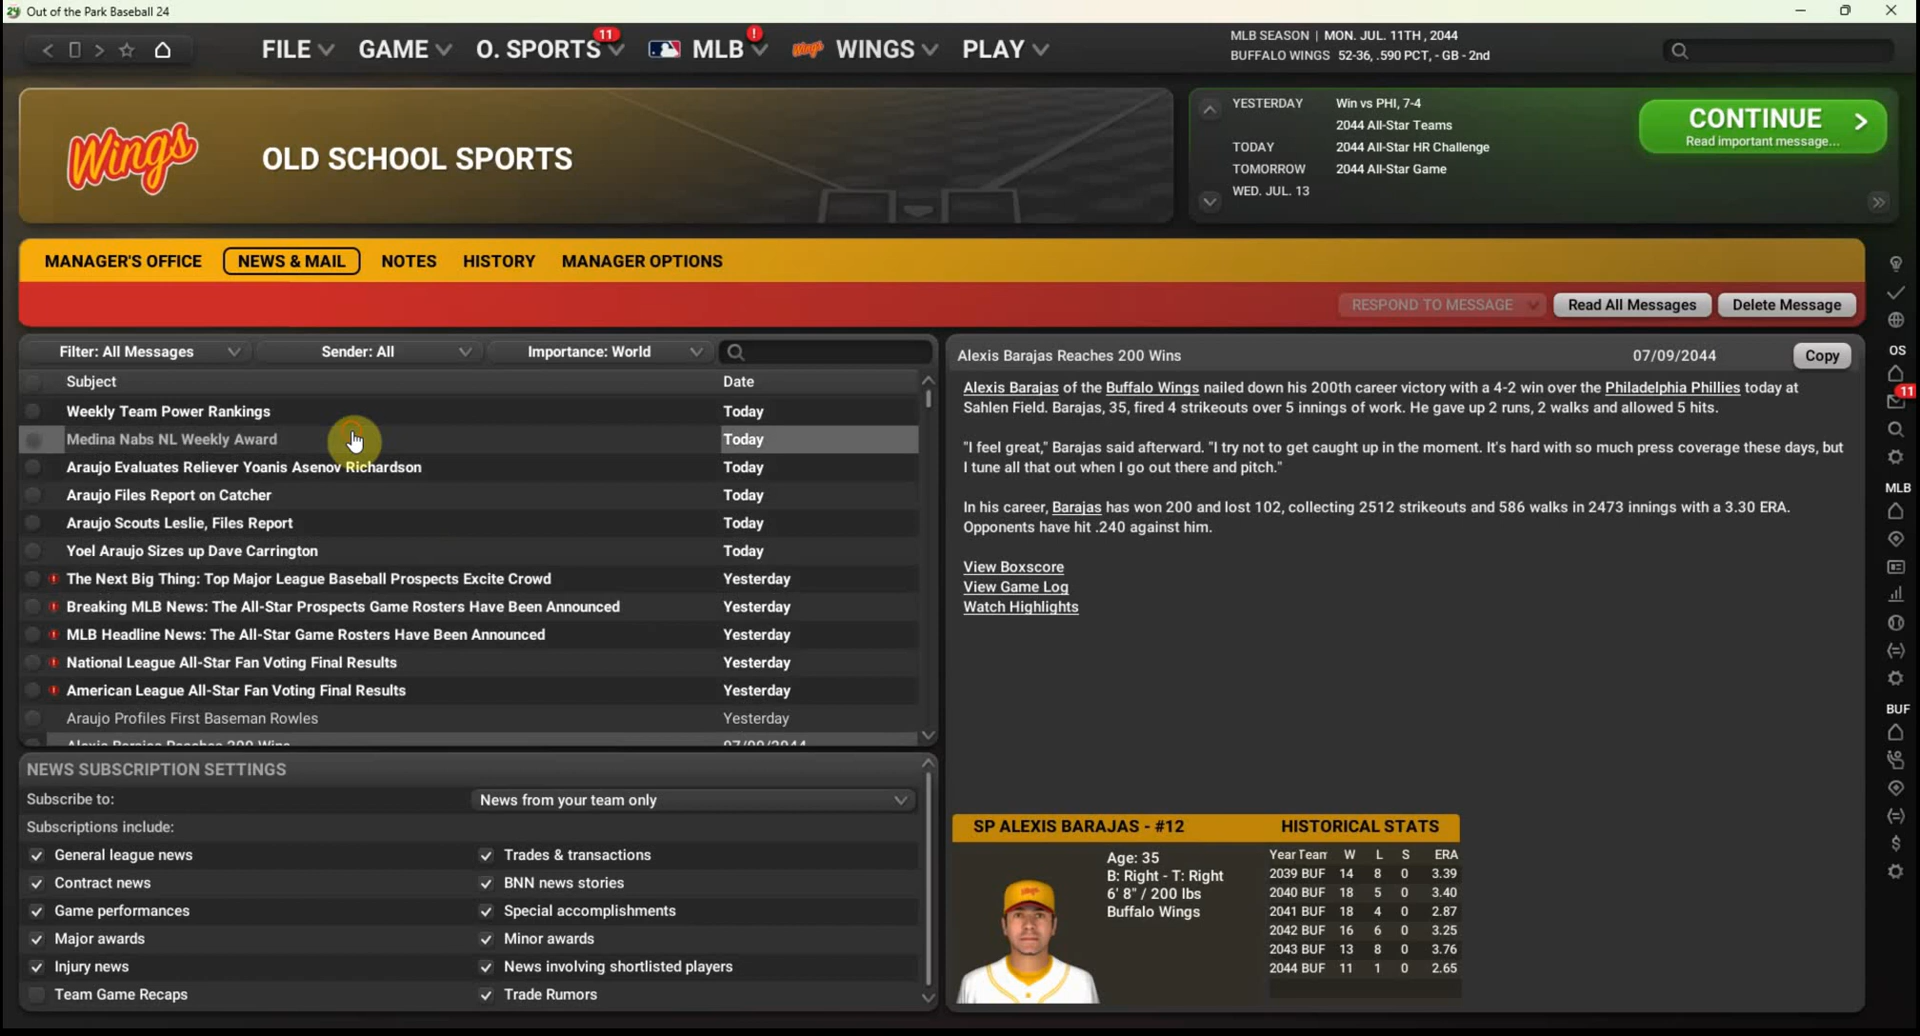 Out of the Park Baseball 24
FILE GAME O. SPORTS 11 MLB ! WINGS PLAY
MLB SEASON | MON. JUL. 11TH , 2044
BUFFALO WINGS 52-36, .590 PCT, - GB - 2nd
Wings
OLD SCHOOL SPORTS
YESTERDAY Win vs PHI, 7-4
2044 All-Star Teams
TODAY 2044 All-Star HR Challenge
TOMORROW 2044 All-Star Game
WED. JUL. 13
CONTINUE
Read important message...
MANAGER'S OFFICE NEWS & MAIL NOTES HISTORY MANAGER OPTIONS
RESPOND TO MESSAGE Read All Messages Delete Message
Filter: All Messages Sender: All Importance: World
Subject Date
Weekly Team Power Rankings Today
Medina Nabs NL Weekly Award Today
Araujo Evaluates Reliever Yoanis Asenov Richardson Today
Araujo Files Report on Catcher Today
Araujo Scouts Leslie, Files Report Today
Yoel Araujo Sizes up Dave Carrington Today
The Next Big Thing: Top Major League Baseball Prospects Excite Crowd Yesterday
Breaking MLB News: The All-Star Prospects Game Rosters Have Been Announced Yesterday
MLB Headline News: The All-Star Game Rosters Have Been Announced Yesterday
National League All-Star Fan Voting Final Results Yesterday
American League All-Star Fan Voting Final Results Yesterday
Araujo Profiles First Baseman Rowles Yesterday
Alexis Barajas Reaches 200 Wins 07/09/2044
NEWS SUBSCRIPTION SETTINGS
Subscribe to: News from your team only
Subscriptions include:
General league news Trades & transactions
Contract news BNN news stories
Game performances Special accomplishments
Major awards Minor awards
Injury news News involving shortlisted players
Team Game Recaps Trade Rumors
Alexis Barajas Reaches 200 Wins 07/09/2044 Copy
Alexis Barajas of the Buffalo Wings nailed down his 200th career victory with a 4-2 win over the Philadelphia Phillies today at
Sahlen Field. Barajas, 35, fired 4 strikeouts over 5 innings of work. He gave up 2 runs, 2 walks and allowed 5 hits.
"I feel great," Barajas said afterward. "I try not to get caught up in the moment. It's hard with so much press coverage these days, but
I tune all that out when I go out there and pitch."
In his career, Barajas has won 200 and lost 102, collecting 2512 strikeouts and 586 walks in 2473 innings with a 3.30 ERA.
Opponents have hit .240 against him.
View Boxscore
View Game Log
Watch Highlights
SP ALEXIS BARAJAS - #12 HISTORICAL STATS
Age: 35
B: Right - T: Right
6' 8" / 200 lbs
Buffalo Wings
Year Team W L S ERA
2039 BUF 14 8 0 3.39
2040 BUF 18 5 0 3.40
2041 BUF 18 4 0 2.87
2042 BUF 16 6 0 3.25
2043 BUF 13 8 0 3.76
2044 BUF 11 1 0 2.65
OS
11
MLB
BUF